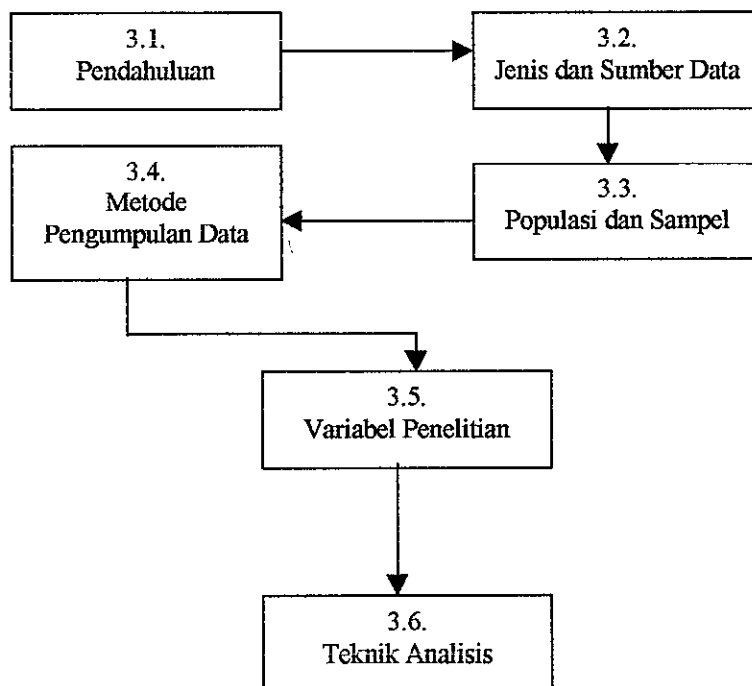 3.1.
Pendahuluan
3.2.
Jenis dan Sumber Data
3.3.
Populasi dan Sampel
3.4.
Metode
Pengumpulan Data
3.5.
Variabel Penelitian
3.6.
Teknik Analisis